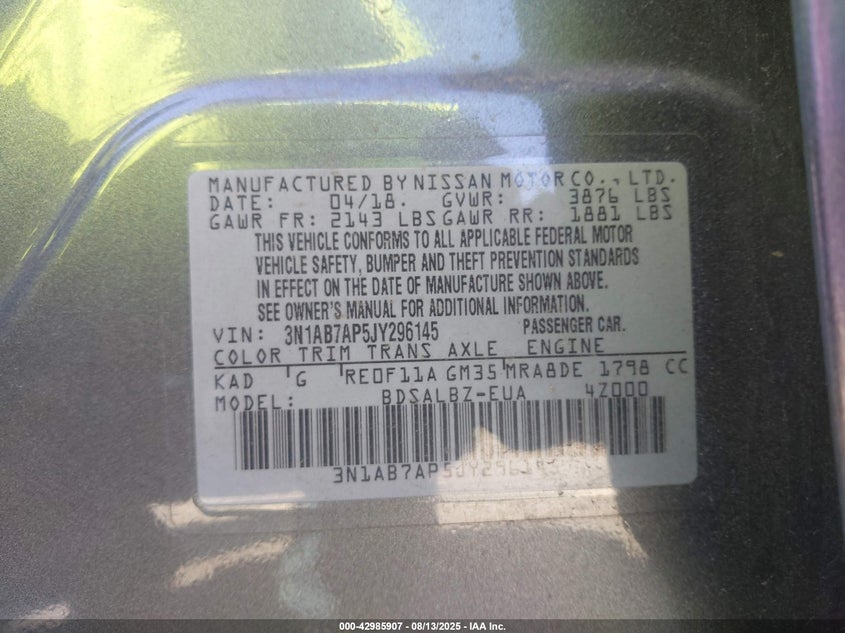 MANUFACTURED BY NISSAN MOTOR CO., LTD.
DATE: 04/18. GVWR: 3876 LBS
GAWR FR: 2143 LBS GAWR RR: 1881 LBS
THIS VEHICLE CONFORMS TO ALL APPLICABLE FEDERAL MOTOR
VEHICLE SAFETY, BUMPER AND THEFT PREVENTION STANDARDS
IN EFFECT ON THE DATE OF MANUFACTURE SHOWN ABOVE.
SEE OWNER'S MANUAL FOR ADDITIONAL INFORMATION.
VIN: 3N1AB7AP5JY296145 PASSENGER CAR.
COLOR TRIM TRANS AXLE ENGINE
KAD G RE0F11A GM35 MRA8DE 1798 CC
MODEL: BDSALBZ-EUA 4Z000
000-42985907 - 08/13/2025 - IAA Inc.